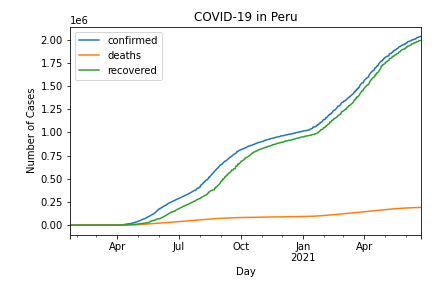 COVID-19 in Peru
1e6
confirmed
deaths
recovered
Number of Cases
2.00
1.75
1.50
1.25
1.00
0.75
0.50
0.25
0.00
Apr Jul Oct Jan Apr
2021
Day